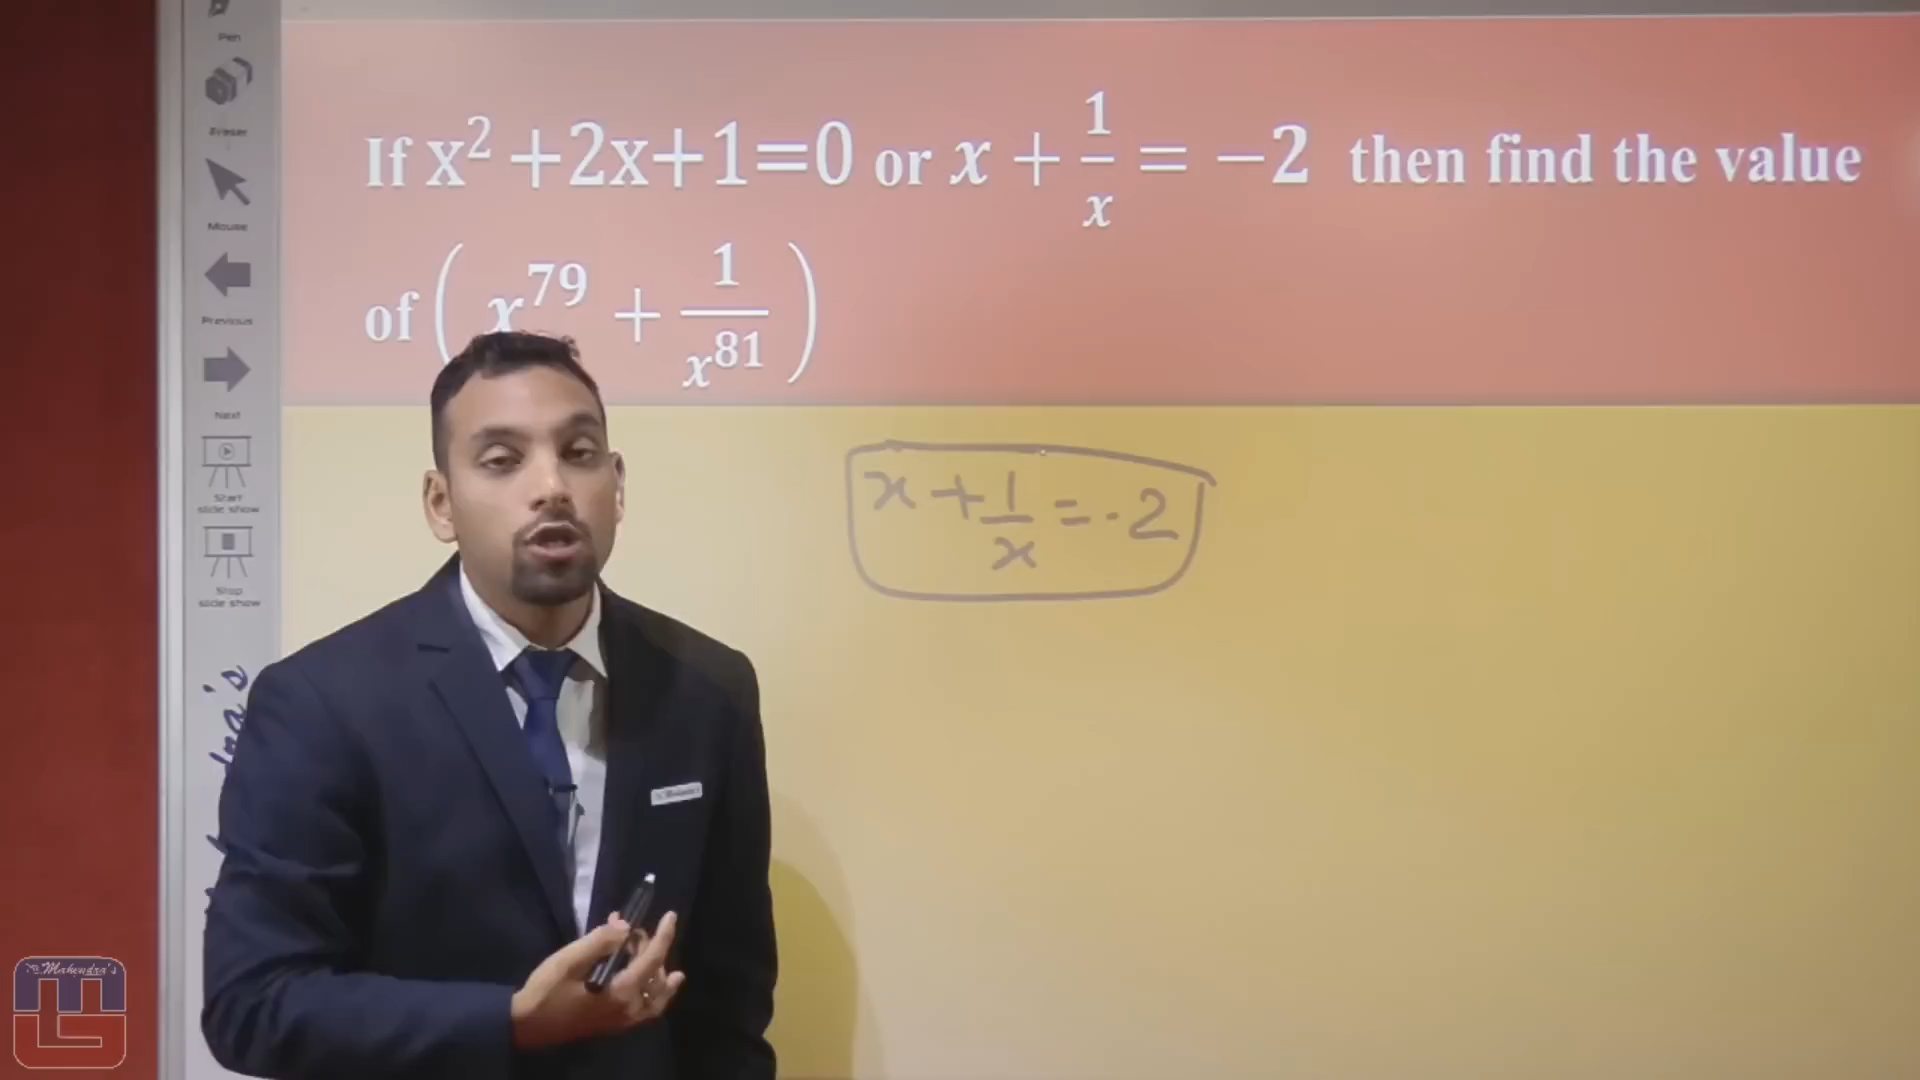 Pen
Eraser
Mouse
Previous
Next
Start
slide show
Stop
slide show
If x² +2x+1=0 or x + 1/x = −2 then find the value
of ( x⁷⁹ + 1/x⁸¹ )
x + 1/x = -2
Mahendra's